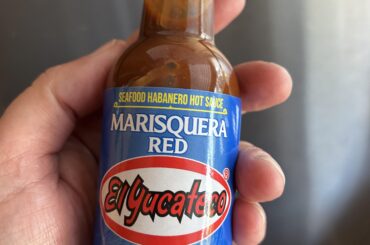 SEAFOOD HABANERO HOT SAUCE
MARISQUERA
RED
El Yucateco ®